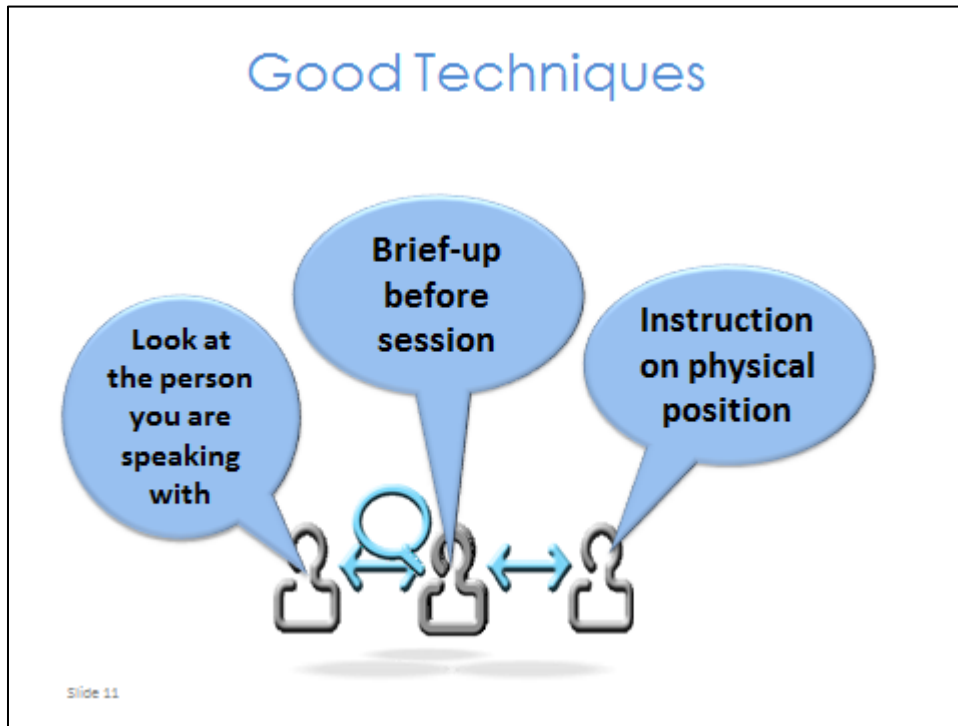 Good Techniques
Look at
the person
you are
speaking
with
Brief-up
before
session
Instruction
on physical
position
Slide 11